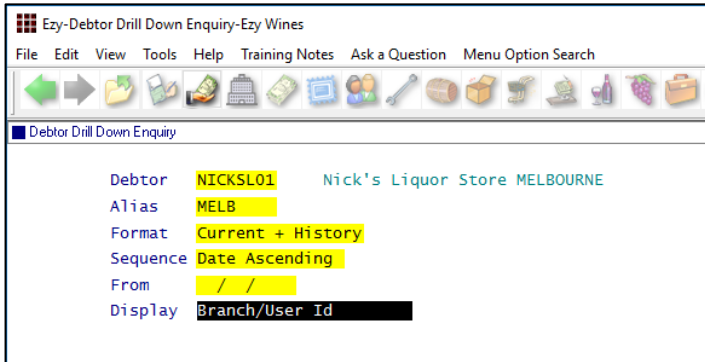 Ezy-Debtor Drill Down Enquiry-Ezy Wines
File Edit View Tools Help Training Notes Ask a Question Menu Option Search
Debtor Drill Down Enquiry
Debtor NICKSL01 Nick's Liquor Store MELBOURNE
Alias MELB
Format Current + History
Sequence Date Ascending
From / /
Display Branch/User Id